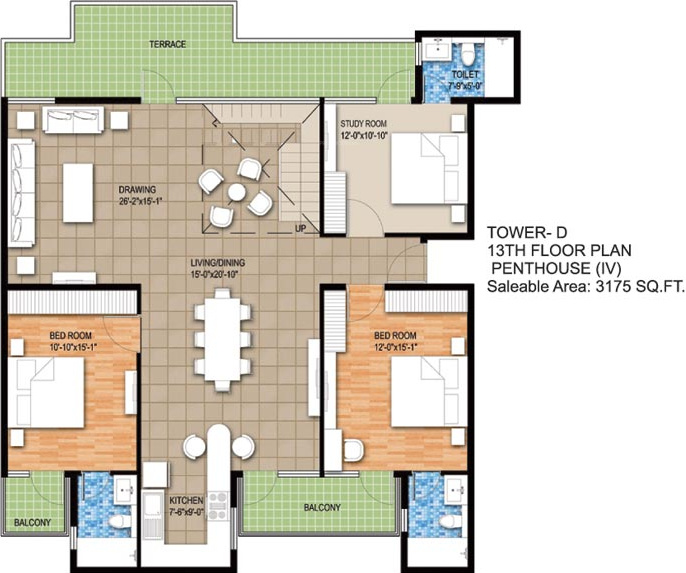 TERRACE
TOILET
7'-9"x5'-0"
STUDY ROOM
12'-0"x10'-10"
DRAWING
26'-2"x15'-1"
UP
LIVING/DINING
15'-0"x20'-10"
TOWER- D
13TH FLOOR PLAN
PENTHOUSE (IV)
Saleable Area: 3175 SQ.FT.
BED ROOM
10'-10"x15'-1"
BED ROOM
12'-0"x15'-1"
KITCHEN
7'-6"x9'-0"
BALCONY
BALCONY